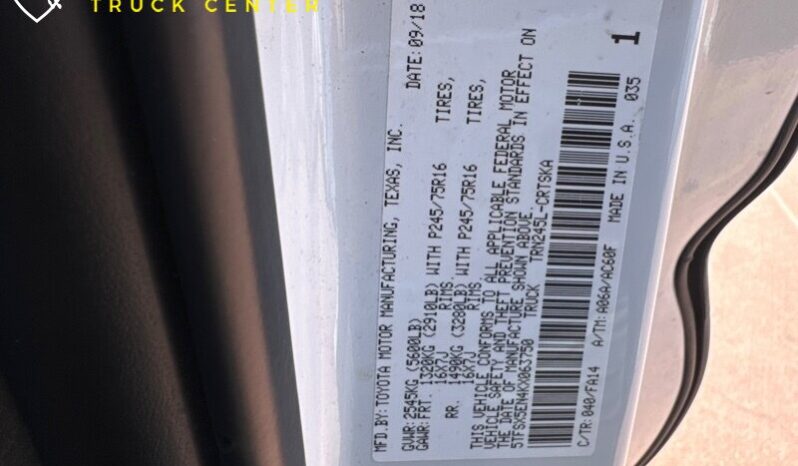 TRUCK CENTER
MFD.BY:TOYOTA MOTOR MANUFACTURING, TEXAS, INC. DATE:09/18
GVWR:2545KG (5600LB)
GAWR:FRT. 1320KG (2910LB) WITH P245/75R16 TIRES,
16X7J RIMS.
RR. 1490KG (3280LB) WITH P245/75R16 TIRES,
16X7J RIMS.
THIS VEHICLE CONFORMS TO ALL APPLICABLE FEDERAL MOTOR
VEHICLE SAFETY AND THEFT PREVENTION STANDARDS IN EFFECT ON
THE DATE OF MANUFACTURE SHOWN ABOVE.
5TFSX5EN4KX063750 TRUCK TRN245L-CRTSKA
C/TR:040/FA14 A/TM:A06A/AC60F MADE IN U.S.A. 035
1